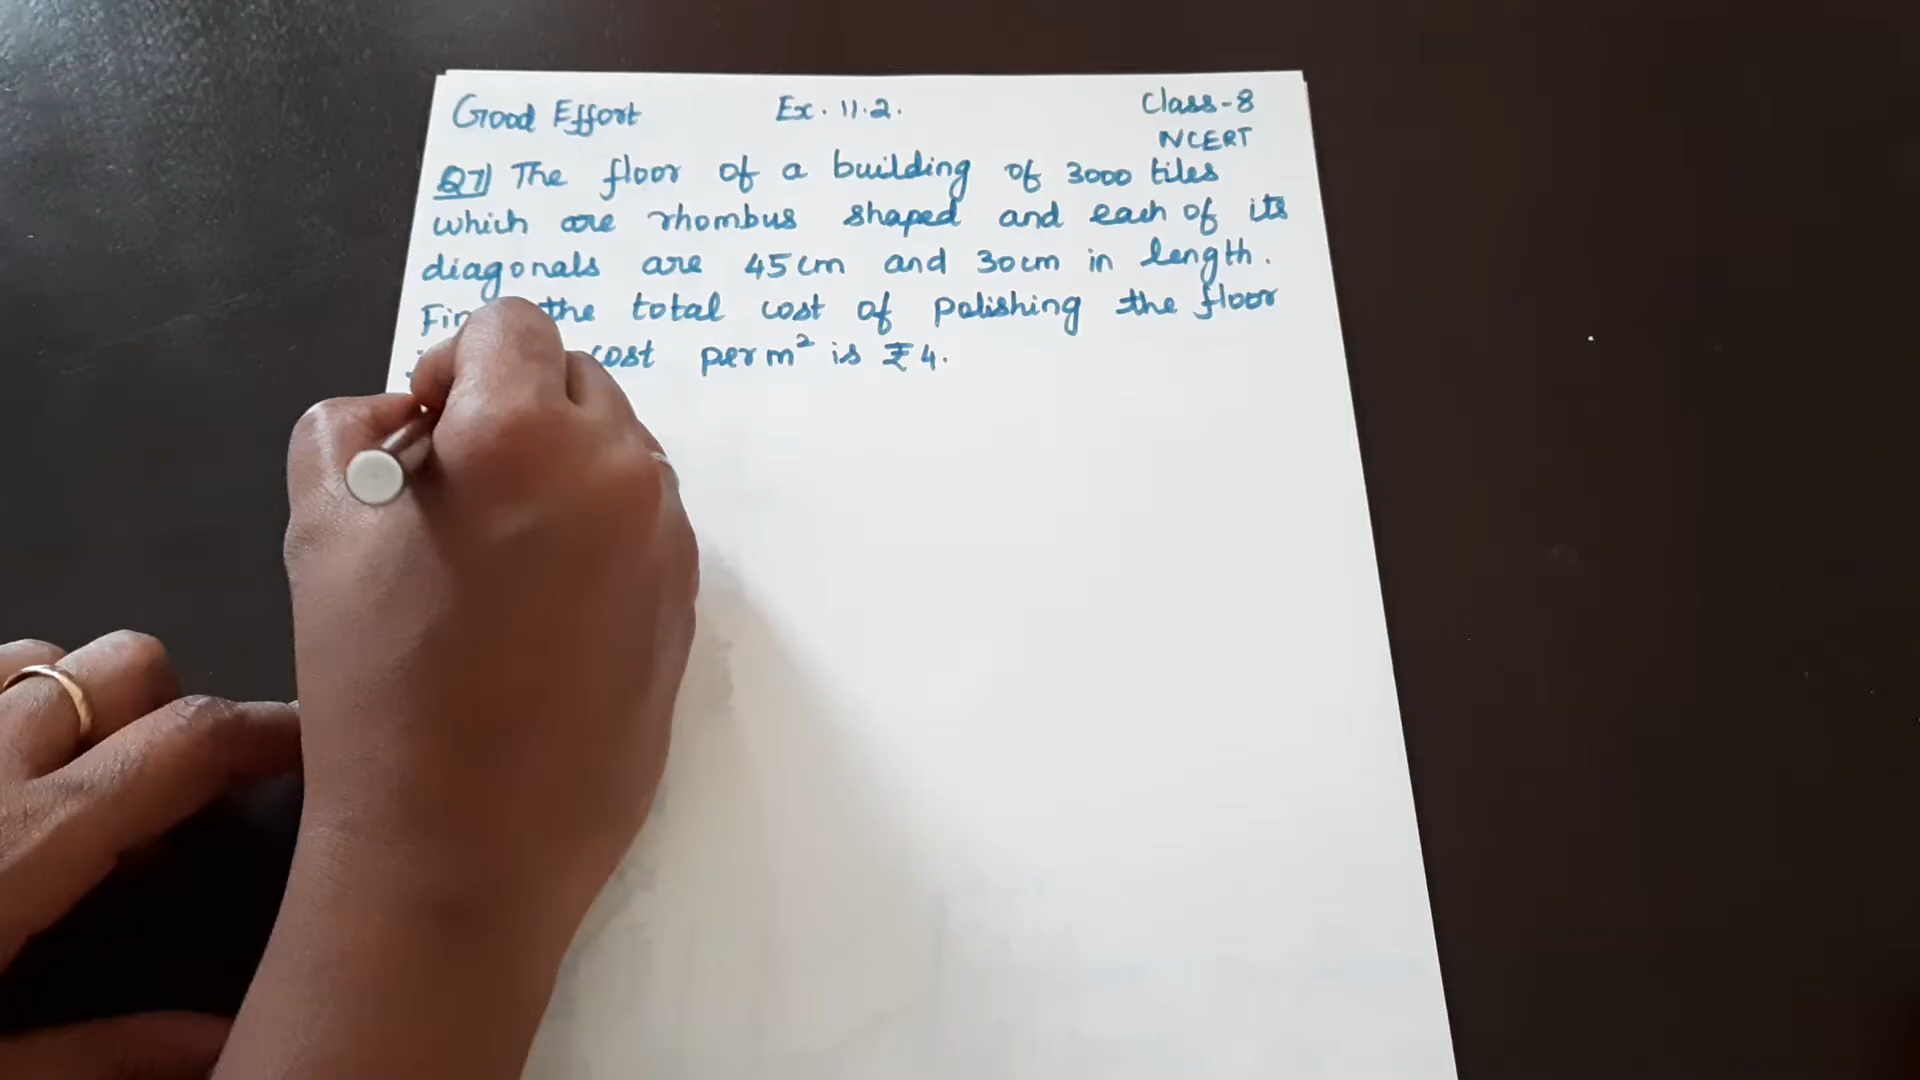 Good Effort Ex. 11.2. Class-8
NCERT
Q7) The floor of a building of 3000 tiles
which are rhombus shaped and each of its
diagonals are 45cm and 30cm in length.
the total cost of polishing the floor
cost per m² is ₹4.